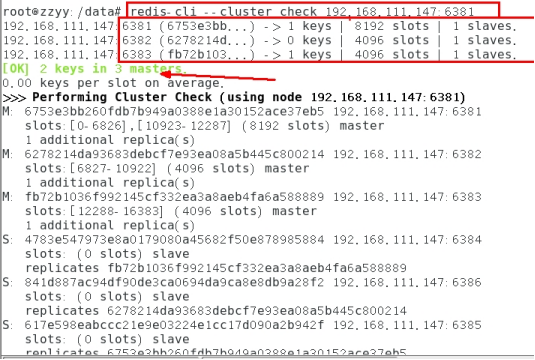 root@zzyy:/data# redis-cli --cluster check 192.168.111.147:6381
192.168.111.147:6381 (6753e3bb...) -> 1 keys | 8192 slots | 1 slaves.
192.168.111.147:6382 (6278214d...) -> 0 keys | 4096 slots | 1 slaves.
192.168.111.147:6383 (fb72b103...) -> 1 keys | 4096 slots | 1 slaves.
[OK] 2 keys in 3 masters.
0.00 keys per slot on average.
>>> Performing Cluster Check (using node 192.168.111.147:6381)
M: 6753e3bb260fdb7b949a0388e1a30152ace37eb5 192.168.111.147:6381
slots:[0-6826],[10923-12287] (8192 slots) master
1 additional replica(s)
M: 6278214da93683debcf7e93ea08a5b445c800214 192.168.111.147:6382
slots:[6827-10922] (4096 slots) master
1 additional replica(s)
M: fb72b1036f992145cf332ea3a8aeb4fa6a588889 192.168.111.147:6383
slots:[12288-16383] (4096 slots) master
1 additional replica(s)
S: 4783e547973e8a0179080a45682f50e878985884 192.168.111.147:6384
slots: (0 slots) slave
replicates fb72b1036f992145cf332ea3a8aeb4fa6a588889
S: 841d887ac94df90de3ca0694da9ca8e8db9a28f2 192.168.111.147:6386
slots: (0 slots) slave
replicates 6278214da93683debcf7e93ea08a5b445c800214
S: 617e598eabccc21e9e03224e1cc17d090a2b942f 192.168.111.147:6385
slots: (0 slots) slave
replicates 6753e3bb260fdb7b949a0388e1a30152ace37eb5